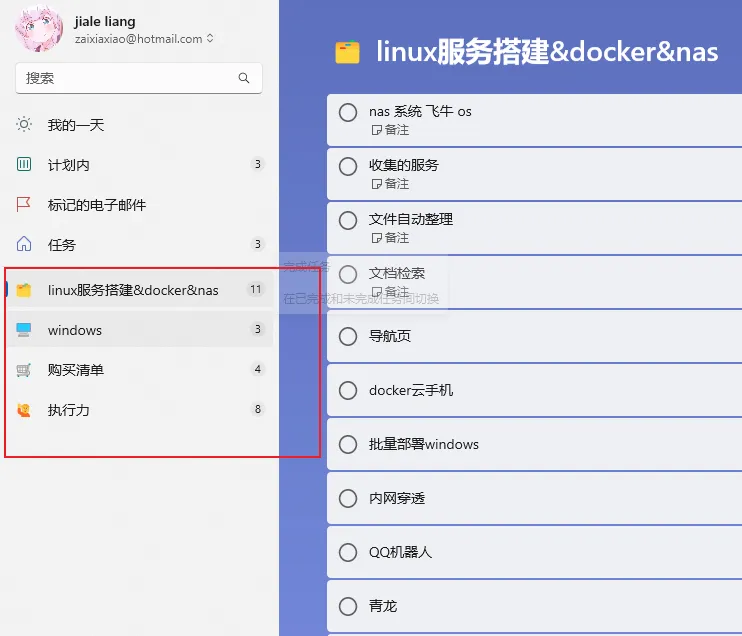 jiale liang
zaixiaxiao@hotmail.com
搜索
我的一天
计划内 3
标记的电子邮件
任务 3
linux服务搭建&docker&nas 11
windows 3
购买清单 4
执行力 8
linux服务搭建&docker&nas
nas 系统 飞牛 os
备注
收集的服务
备注
文件自动整理
备注
完成任务
文档检索
备注
在已完成和未完成任务间切换
导航页
docker云手机
批量部署windows
内网穿透
QQ机器人
青龙